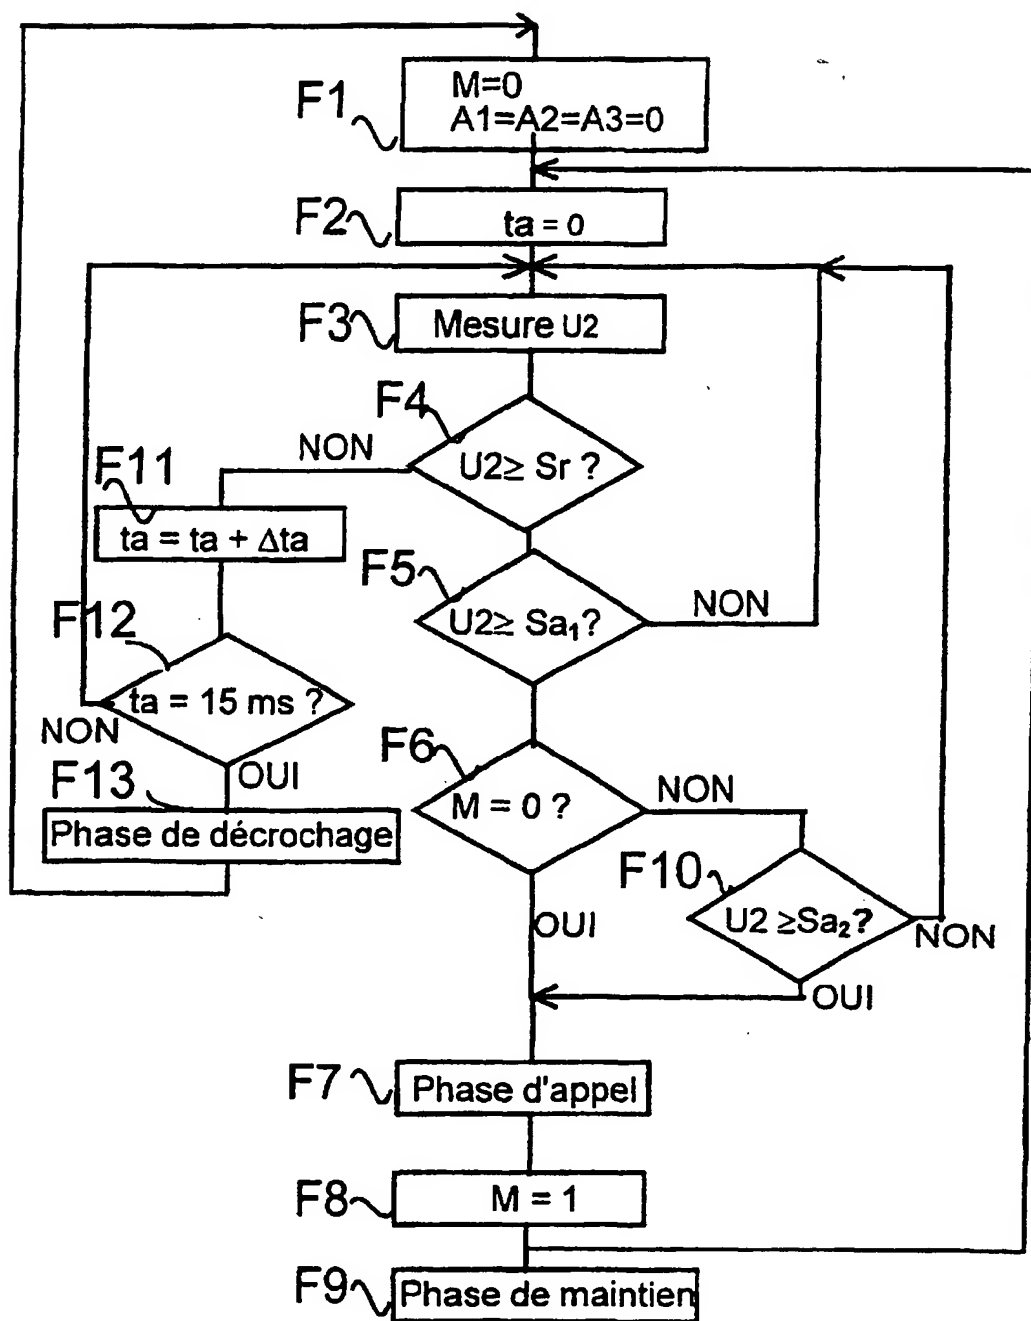 F1
M=0
A1=A2=A3=0
F2
ta = 0
F3
Mesure U2
F4
U2≥ Sr ?
NON
F11
ta = ta + Δta
F5
U2≥ Sa₁?
NON
F12
ta = 15 ms ?
NON
OUI
F6
M = 0 ?
NON
F13
Phase de décrochage
F10
U2 ≥Sa₂?
NON
OUI
OUI
F7
Phase d'appel
F8
M = 1
F9
Phase de maintien